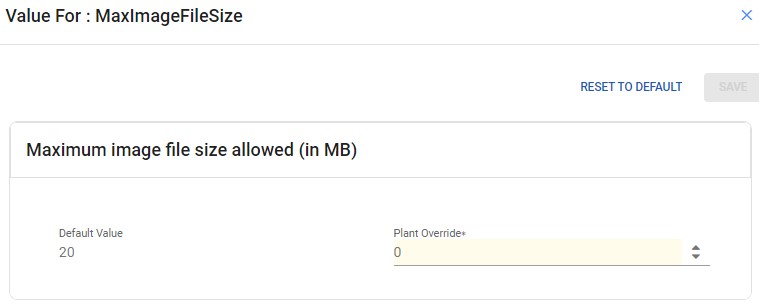 Value For : MaxImageFileSize
RESET TO DEFAULT
SAVE
Maximum image file size allowed (in MB)
Default Value
Plant Override*
20
0